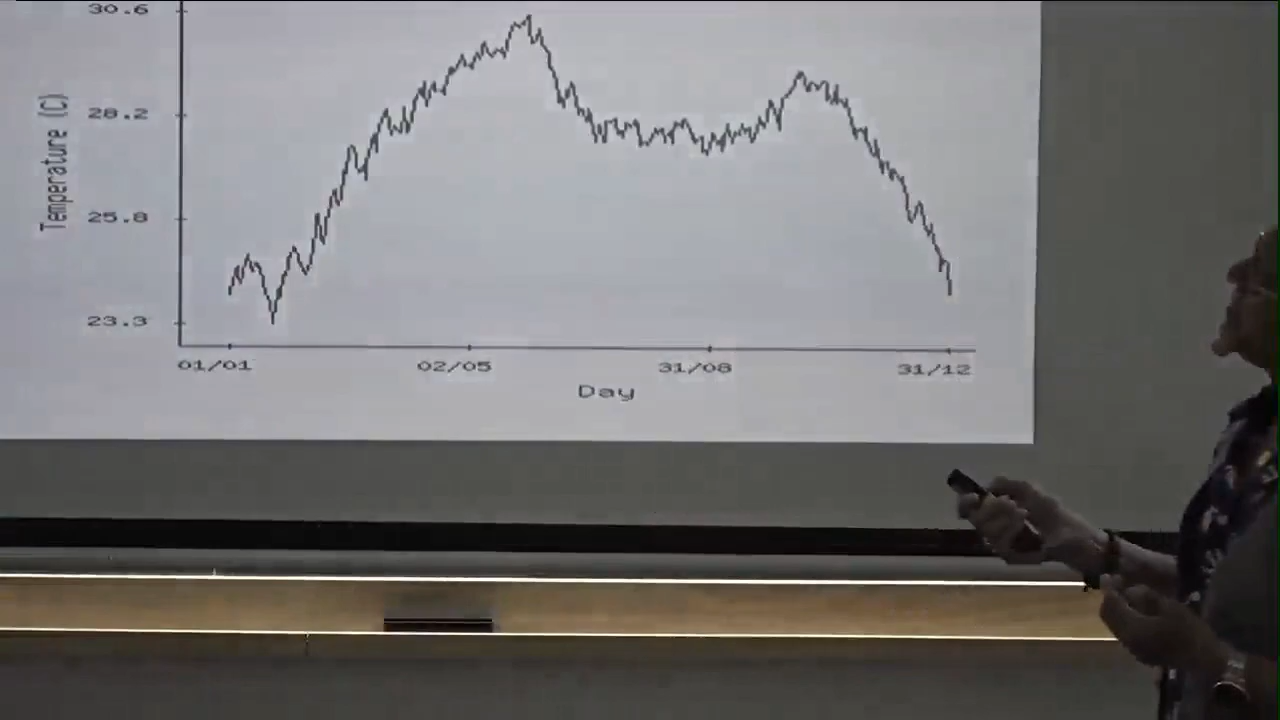 30.6
28.2
25.8
23.3
Temperature (C)
01/01 02/05 31/08 31/12
Day